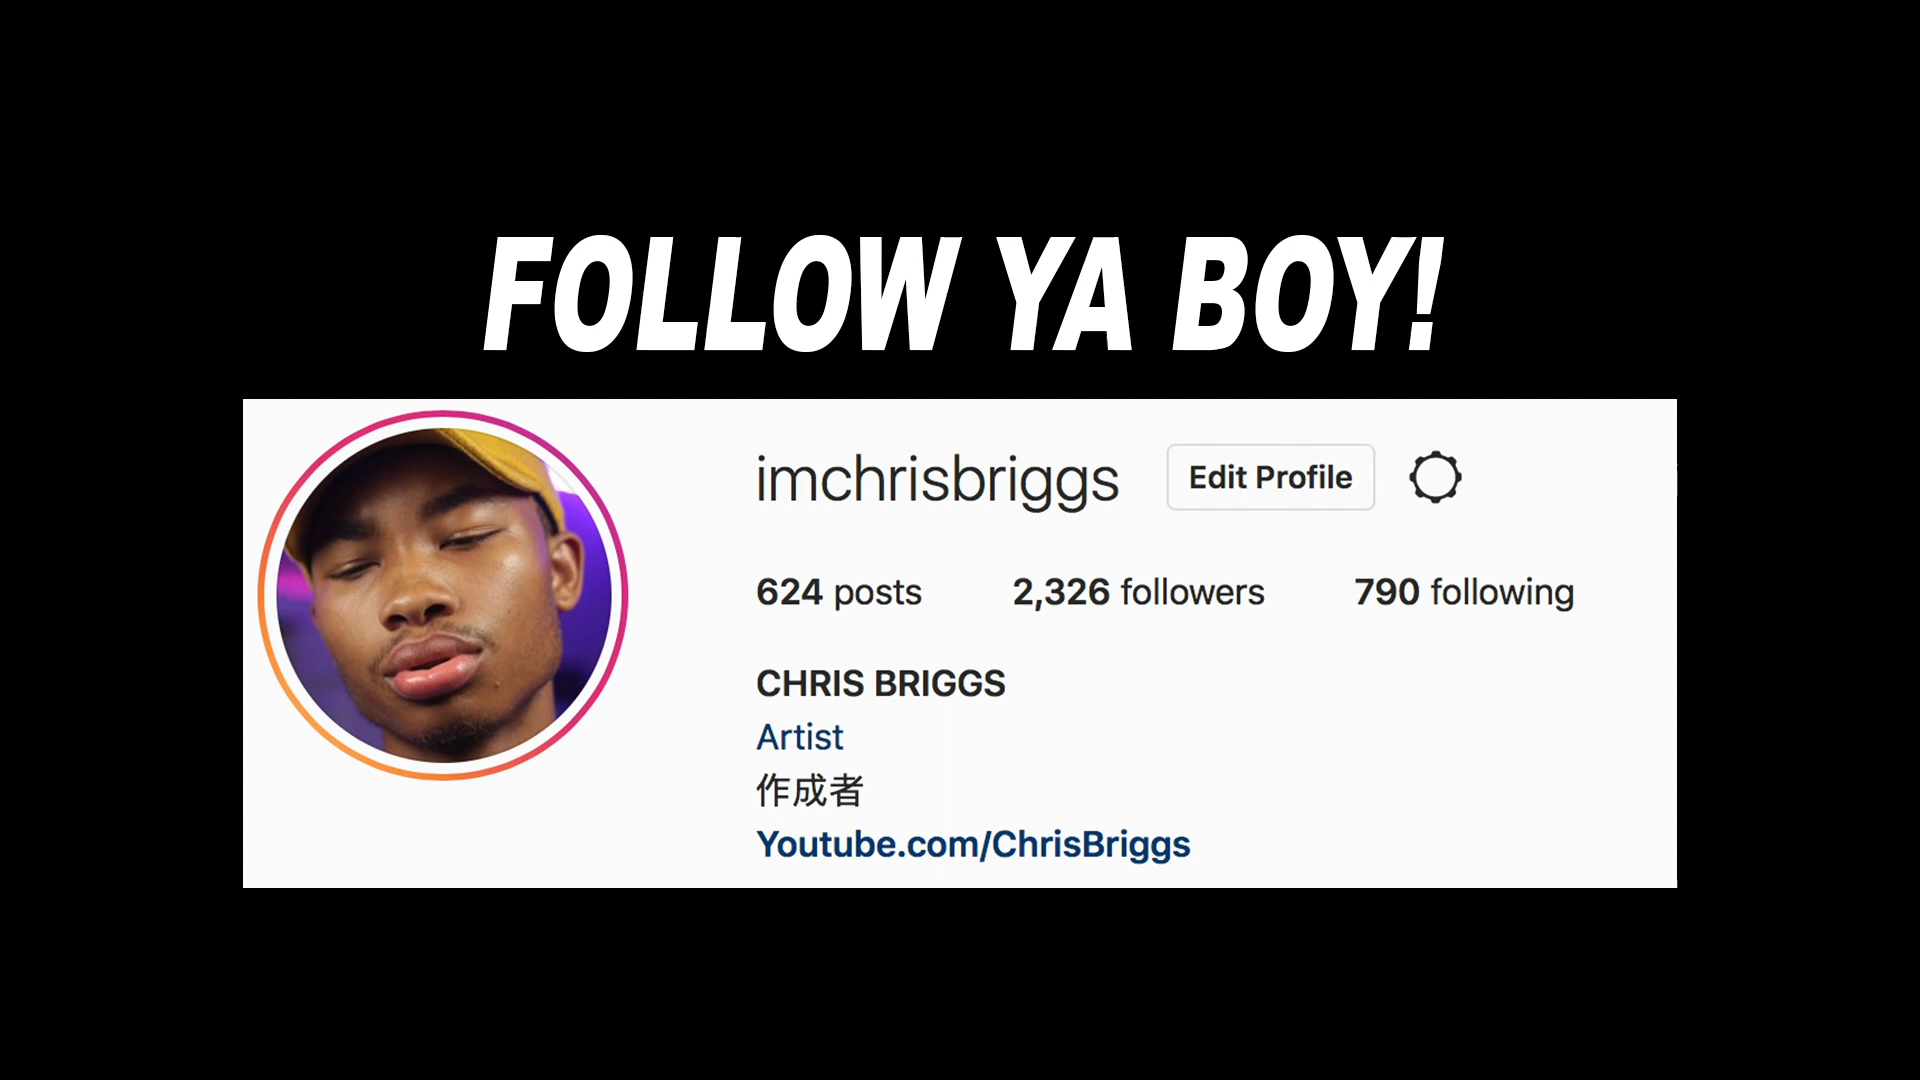 FOLLOW YA BOY!
imchrisbriggs Edit Profile
624 posts 2,326 followers 790 following
CHRIS BRIGGS
Artist
作成者
Youtube.com/ChrisBriggs